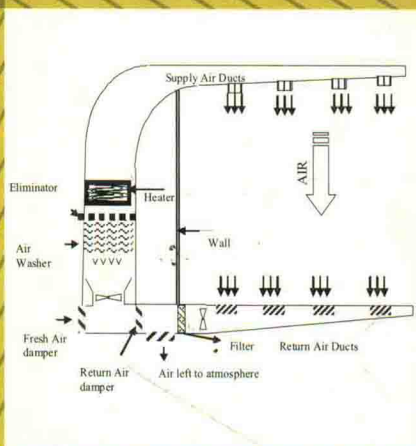 Supply Air Ducts
AIR
Eliminator
Heater
Air
Washer
Wall
Fresh Air
damper
Return Air
damper
Air left to atmosphere
Filter
Return Air Ducts